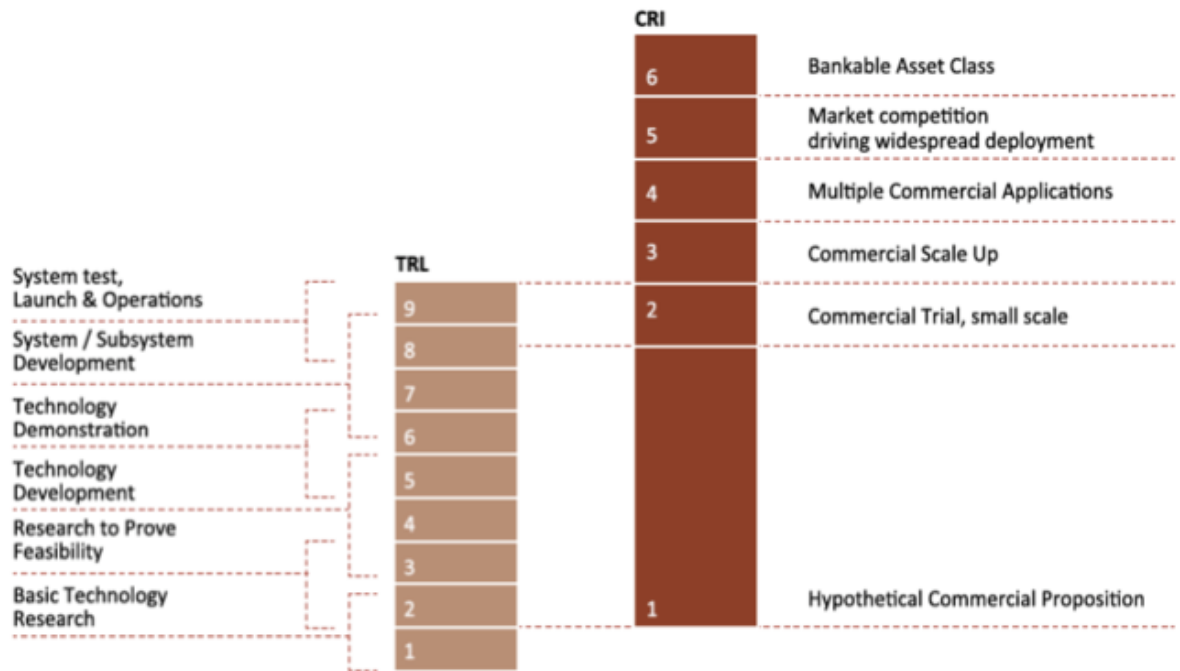 CRI
6
Bankable Asset Class
5
Market competition
driving widespread deployment
4
Multiple Commercial Applications
3
Commercial Scale Up
2
Commercial Trial, small scale
1
Hypothetical Commercial Proposition
TRL
9
8
7
6
5
4
3
2
1
System test,
Launch & Operations
System / Subsystem
Development
Technology
Demonstration
Technology
Development
Research to Prove
Feasibility
Basic Technology
Research